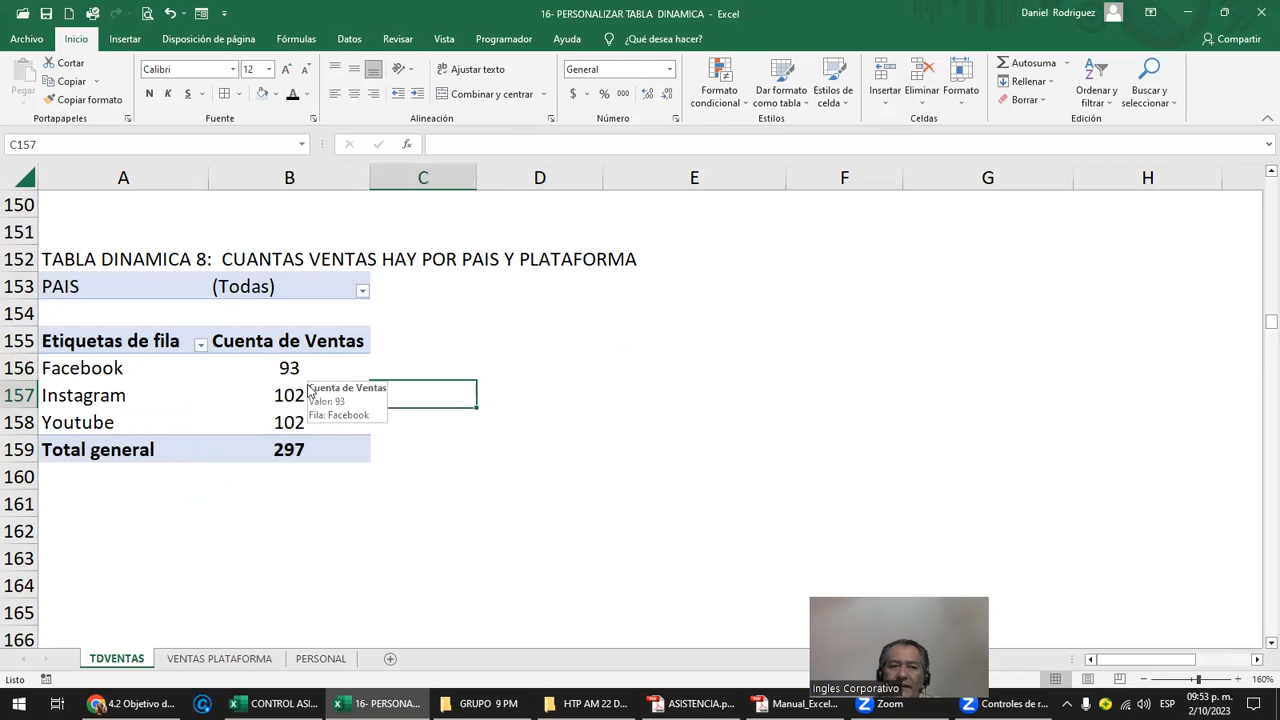 16- PERSONALIZAR TABLA DINAMICA - Excel
Daniel Rodriguez
Archivo Inicio Insertar Disposición de página Fórmulas Datos Revisar Vista Programador Ayuda ¿Qué desea hacer? Compartir
Pegar
Cortar
Copiar
Copiar formato
Portapapeles
Calibri 12
N K S A
Fuente
Ajustar texto
Combinar y centrar
Alineación
General
$ % 000
Número
Formato condicional
Dar formato como tabla
Estilos de celda
Estilos
Insertar Eliminar Formato
Celdas
Autosuma
Rellenar
Borrar
Ordenar y filtrar
Buscar y seleccionar
Edición
C157 fx
A B C D E F G H
150
151
152 TABLA DINAMICA 8: CUANTAS VENTAS HAY POR PAIS Y PLATAFORMA
153 PAIS (Todas)
154
155 Etiquetas de fila Cuenta de Ventas
156 Facebook 93
157 Instagram 102
158 Youtube 102
159 Total general 297
160
161
162
163
164
165
166
Cuenta de Ventas
Valor: 93
Fila: Facebook
Ingles Corporativo
TDVENTAS VENTAS PLATAFORMA PERSONAL
Listo 160%
4.2 Objetivo d... CONTROL ASI... 16- PERSONA... GRUPO 9 PM HTP AM 22 D... ASISTENCIA.p... Manual_Exce... Zoom Controles de r... ESP 09:53 p. m.
2/10/2023